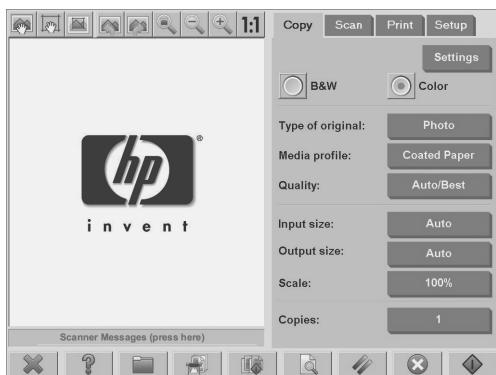 1:1
Copy Scan Print Setup
Settings
B&W Color
Type of original: Photo
Media profile: Coated Paper
Quality: Auto/Best
hp®
invent
Input size: Auto
Output size: Auto
Scale: 100%
Copies: 1
Scanner Messages (press here)
?